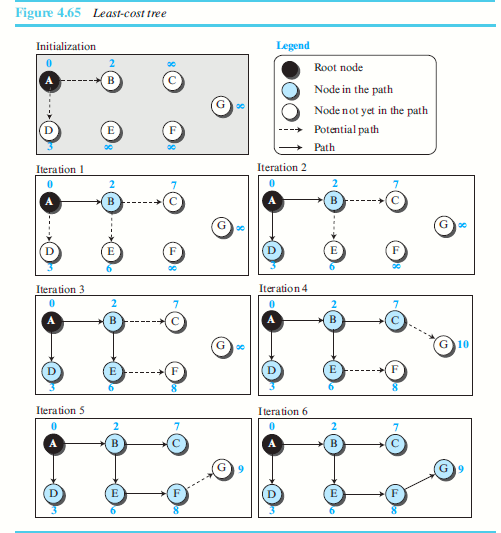 Figure 4.65 Least-cost tree
Initialization
0 2 ∞
A B C
G ∞
D E F
3 ∞ ∞
Legend
Root node
Node in the path
Node not yet in the path
Potential path
Path
Iteration 1
0 2 7
A B C
G ∞
D E F
3 6 ∞
Iteration 2
0 2 7
A B C
G ∞
D E F
3 6 ∞
Iteration 3
0 2 7
A B C
G ∞
D E F
3 6 8
Iteration 4
0 2 7
A B C
G 10
D E F
3 6 8
Iteration 5
0 2 7
A B C
G 9
D E F
3 6 8
Iteration 6
0 2 7
A B C
G 9
D E F
3 6 8